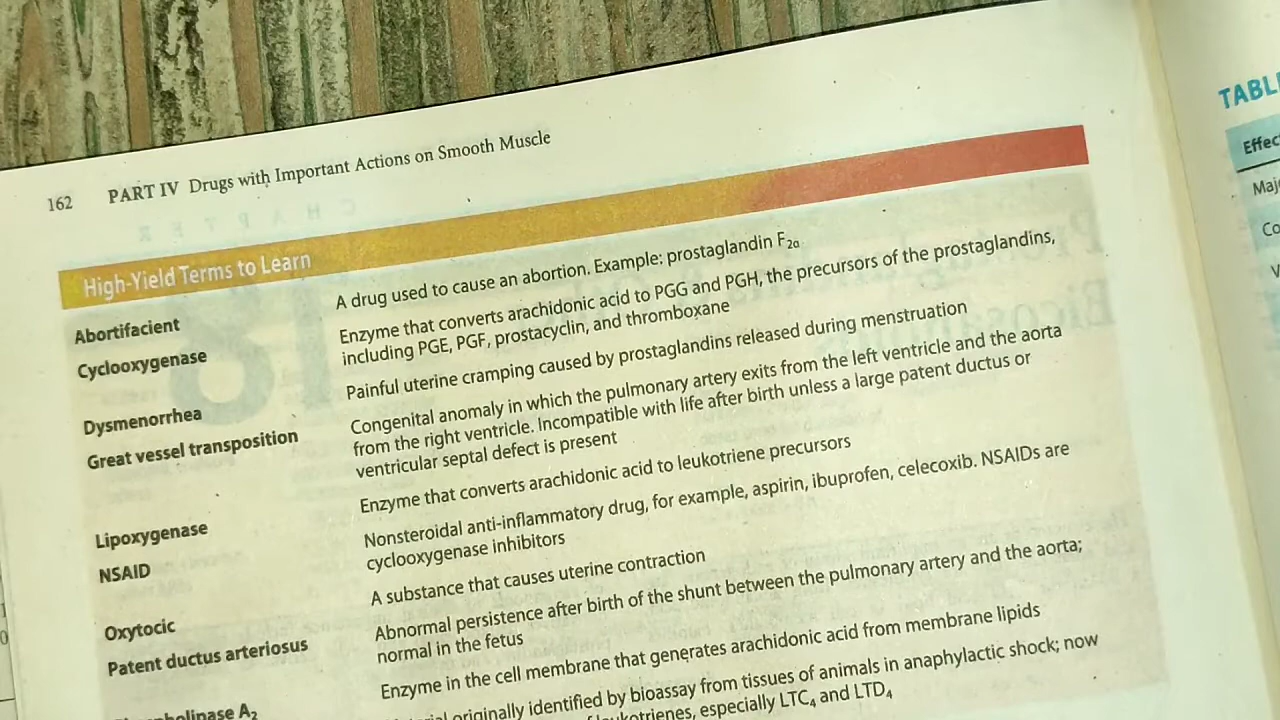 162 PART IV Drugs with Important Actions on Smooth Muscle
High-Yield Terms to Learn
Abortifacient A drug used to cause an abortion. Example: prostaglandin F2α
Cyclooxygenase Enzyme that converts arachidonic acid to PGG and PGH, the precursors of the prostaglandins,
including PGE, PGF, prostacyclin, and thromboxane
Dysmenorrhea Painful uterine cramping caused by prostaglandins released during menstruation
Great vessel transposition Congenital anomaly in which the pulmonary artery exits from the left ventricle and the aorta
from the right ventricle. Incompatible with life after birth unless a large patent ductus or
ventricular septal defect is present
Lipoxygenase Enzyme that converts arachidonic acid to leukotriene precursors
NSAID Nonsteroidal anti-inflammatory drug, for example, aspirin, ibuprofen, celecoxib. NSAIDs are
cyclooxygenase inhibitors
Oxytocic A substance that causes uterine contraction
Patent ductus arteriosus Abnormal persistence after birth of the shunt between the pulmonary artery and the aorta;
normal in the fetus
A2 Enzyme in the cell membrane that generates arachidonic acid from membrane lipids
originally identified by bioassay from tissues of animals in anaphylactic shock; now
leukotrienes, especially LTC4 and LTD4
TABL
Effec
Maj
Co
V